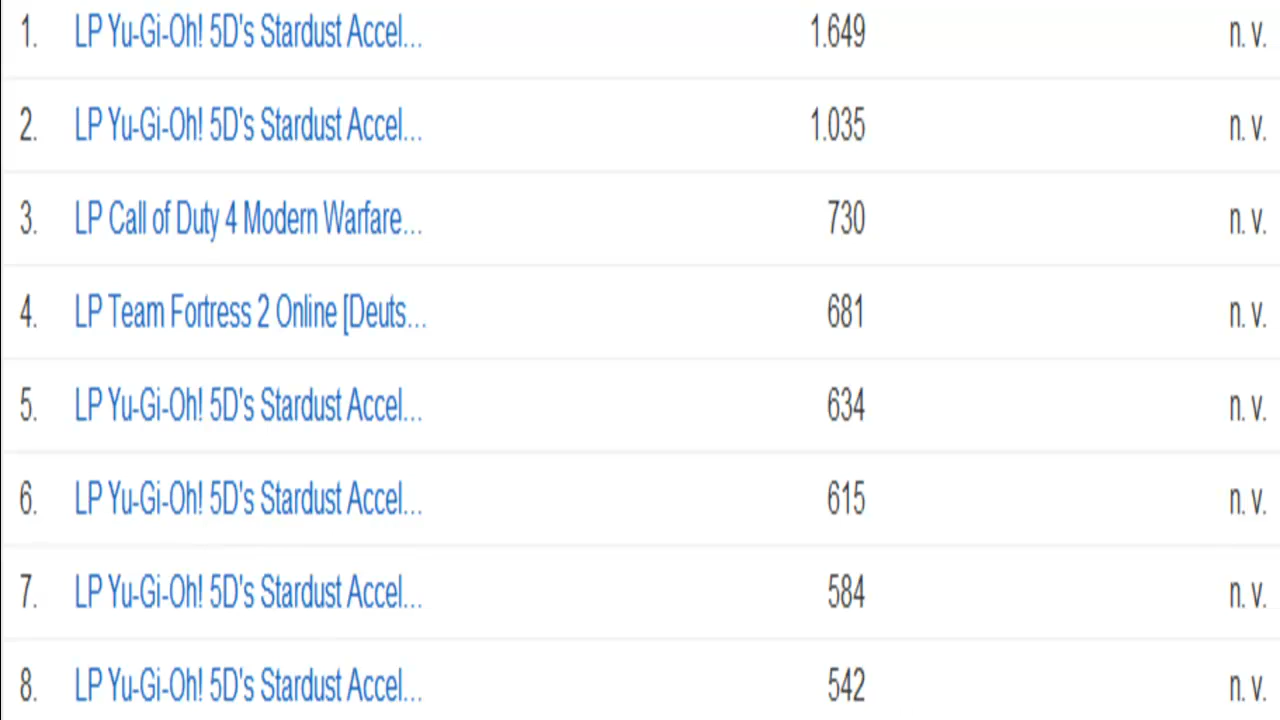 1. LP Yu-Gi-Oh! 5D's Stardust Accel... 1.649 n. v.
2. LP Yu-Gi-Oh! 5D's Stardust Accel... 1.035 n. v.
3. LP Call of Duty 4 Modern Warfare... 730 n. v.
4. LP Team Fortress 2 Online [Deuts... 681 n. v.
5. LP Yu-Gi-Oh! 5D's Stardust Accel... 634 n. v.
6. LP Yu-Gi-Oh! 5D's Stardust Accel... 615 n. v.
7. LP Yu-Gi-Oh! 5D's Stardust Accel... 584 n. v.
8. LP Yu-Gi-Oh! 5D's Stardust Accel... 542 n. v.